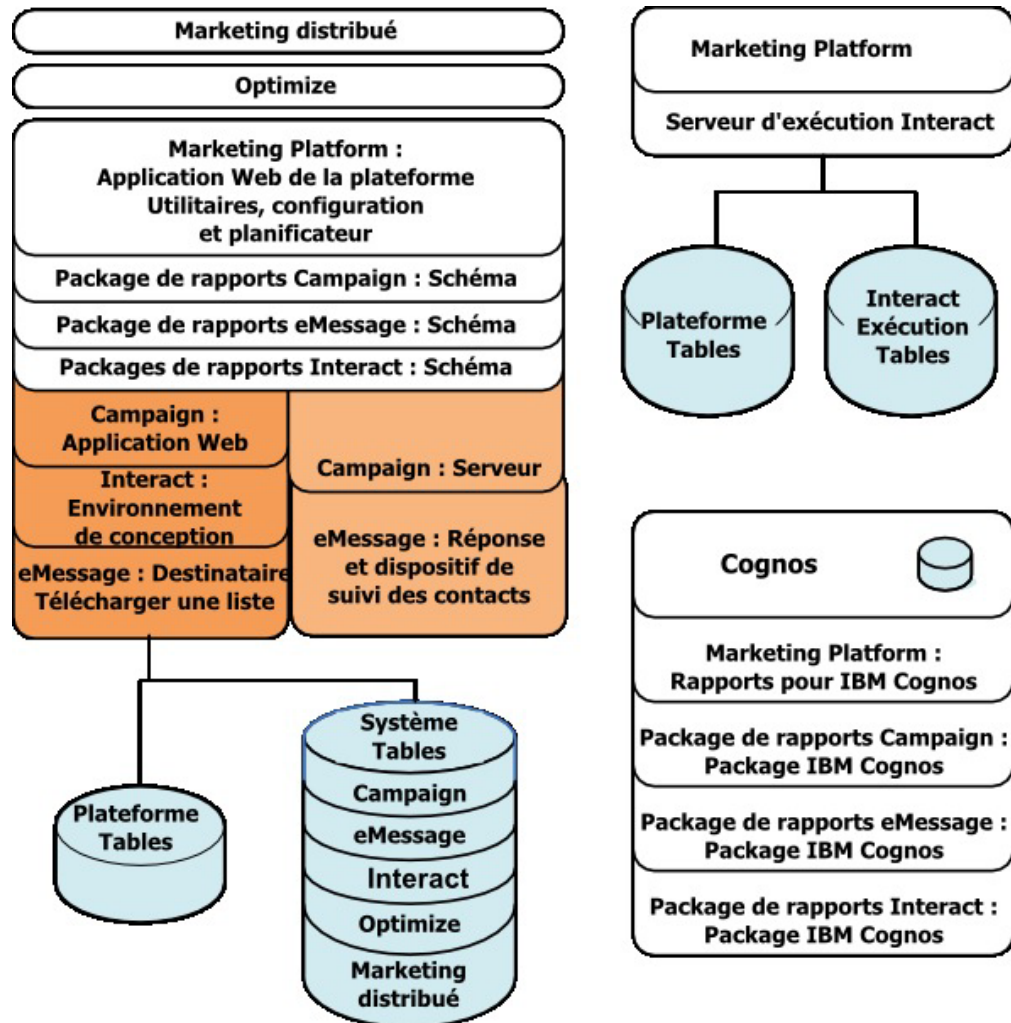 Marketing distribué
Optimize
Marketing Platform :
Application Web de la plateforme
Utilitaires, configuration
et planificateur
Package de rapports Campaign : Schéma
Package de rapports eMessage : Schéma
Packages de rapports Interact : Schéma
Campaign :
Application Web
Interact :
Environnement
de conception
eMessage : Destinataire
Télécharger une liste
Campaign : Serveur
eMessage : Réponse
et dispositif de
suivi des contacts
Plateforme
Tables
Système
Tables
Campaign
eMessage
Interact
Optimize
Marketing
distribué
Marketing Platform
Serveur d'exécution Interact
Plateforme
Tables
Interact
Exécution
Tables
Cognos
Marketing Platform :
Rapports pour IBM Cognos
Package de rapports Campaign :
Package IBM Cognos
Package de rapports eMessage :
Package IBM Cognos
Package de rapports Interact :
Package IBM Cognos